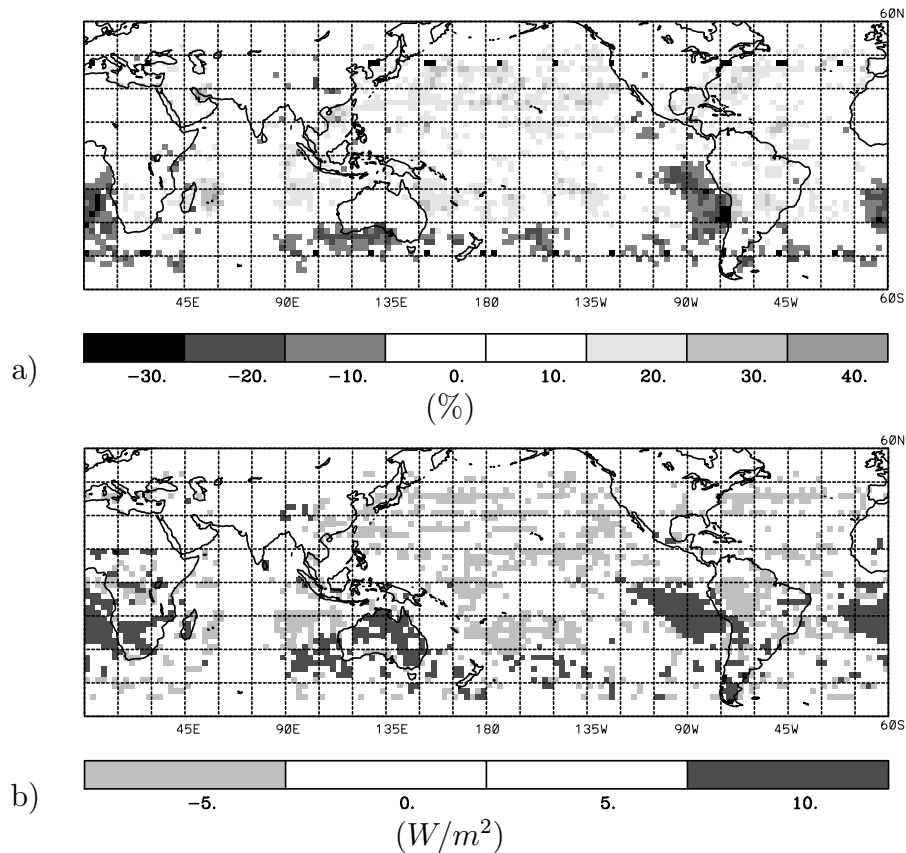 60N
45E 90E 135E 180 135W 90W 45W 60S
a) -30. -20. -10. 0. 10. 20. 30. 40.
(%)
60N
45E 90E 135E 180 135W 90W 45W 60S
b) -5. 0. 5. 10.
(W/m²)